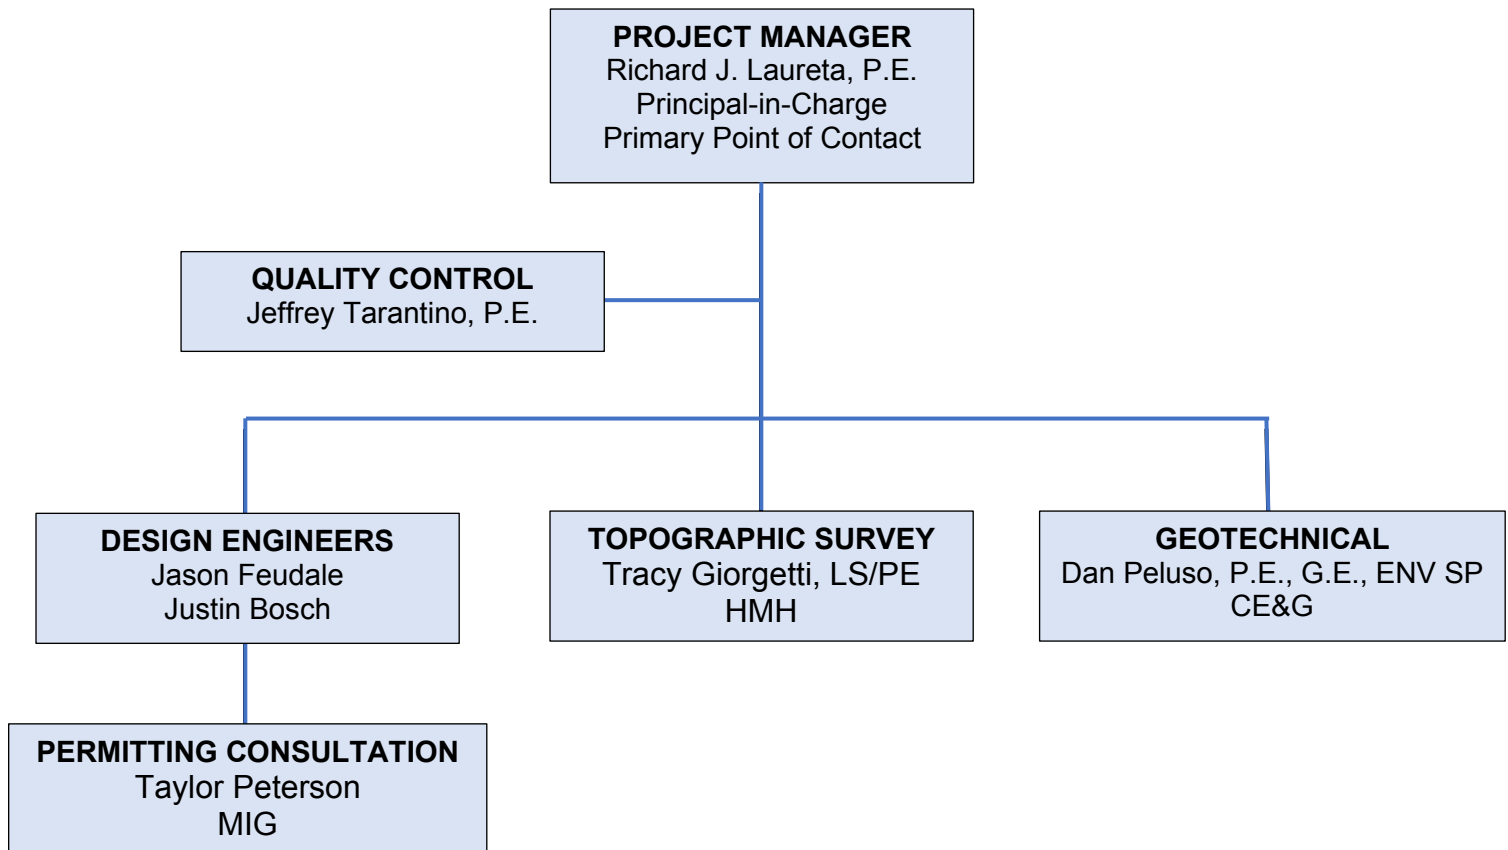 PROJECT MANAGER
Richard J. Laureta, P.E.
Principal-in-Charge
Primary Point of Contact
QUALITY CONTROL
Jeffrey Tarantino, P.E.
DESIGN ENGINEERS
Jason Feudale
Justin Bosch
TOPOGRAPHIC SURVEY
Tracy Giorgetti, LS/PE
HMH
GEOTECHNICAL
Dan Peluso, P.E., G.E., ENV SP
CE&G
PERMITTING CONSULTATION
Taylor Peterson
MIG